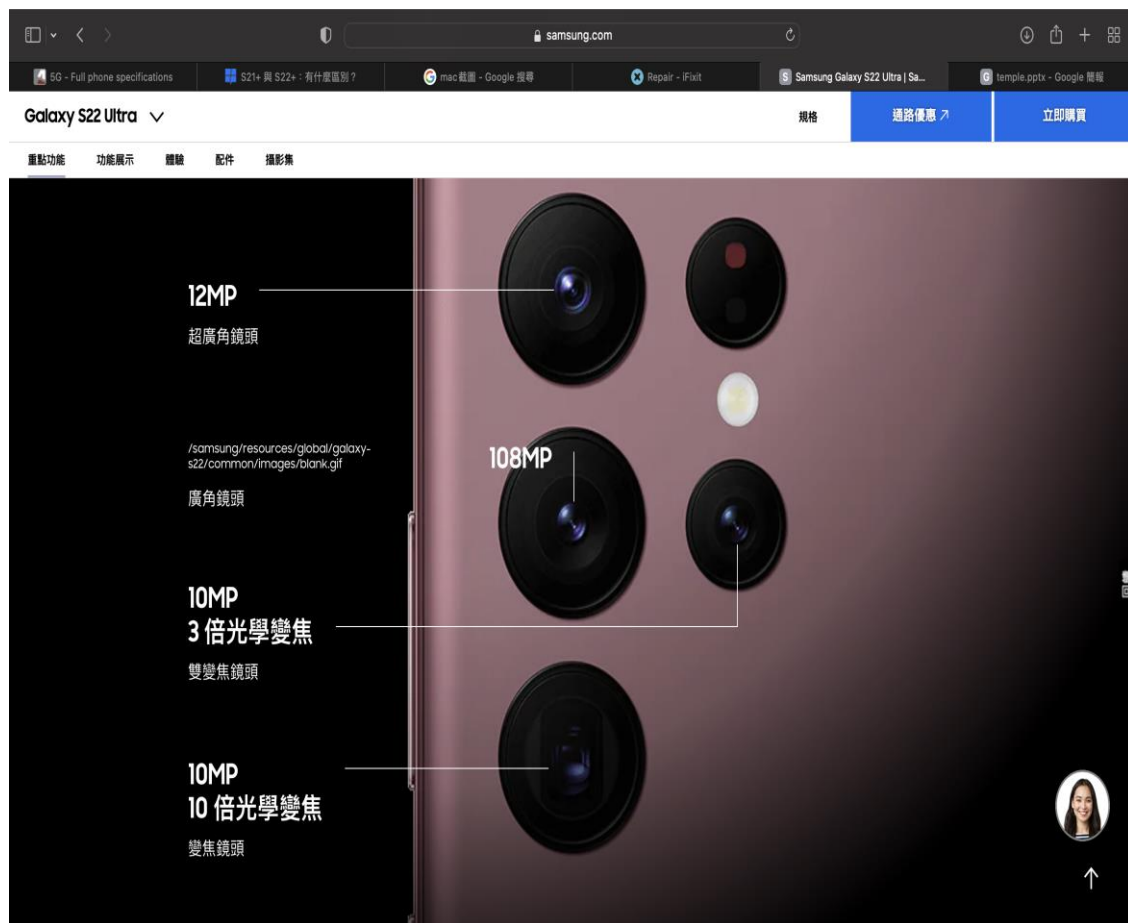 samsung.com
5G - Full phone specifications
S21+ 與 S22+：有什麼區別？
G
mac截圖 - Google 搜尋
Repair - iFixit
S
Samsung Galaxy S22 Ultra | Sa...
G
temple.pptx - Google 簡報
Galaxy S22 Ultra
規格
通路優惠 ↗
立即購買
重點功能
功能展示
體驗
配件
攝影集
12MP
超廣角鏡頭
/samsung/resources/global/galaxy-
s22/common/images/blank.gif
廣角鏡頭
108MP
10MP
3 倍光學變焦
雙變焦鏡頭
10MP
10 倍光學變焦
變焦鏡頭